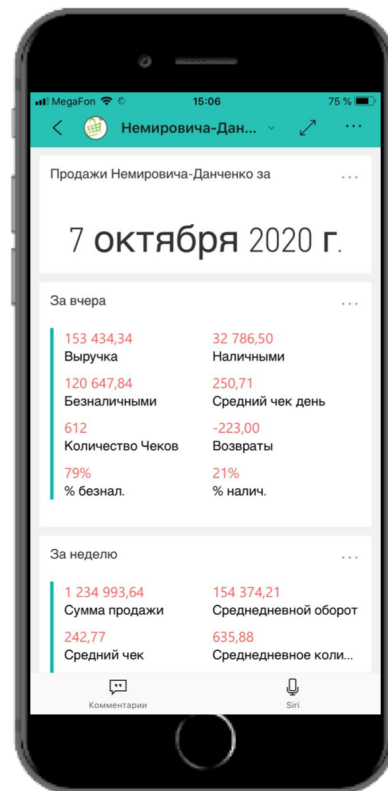 MegaFon 15:06 75 %
Немировича-Дан...
Продажи Немировича-Данченко за
7 октября 2020 г.
За вчера
153 434,34 32 786,50
Выручка Наличными
120 647,84 250,71
Безналичными Средний чек день
612 -223,00
Количество Чеков Возвраты
79% 21%
% безнал. % налич.
За неделю
1 234 993,64 154 374,21
Сумма продажи Среднедневной оборот
242,77 635,88
Средний чек Среднедневное коли...
Комментарии Siri